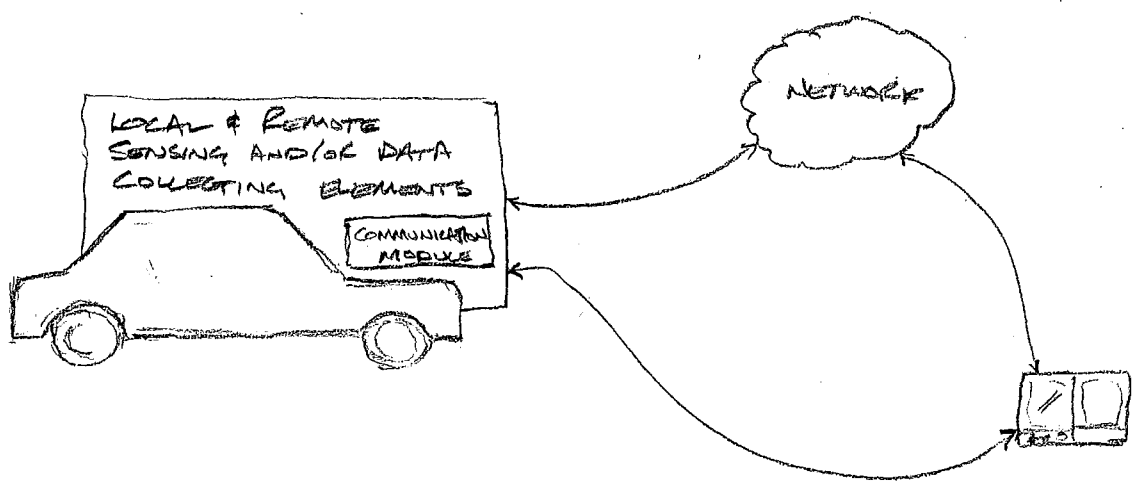 LOCAL & REMOTE
SENSING AND/OR DATA
COLLECTING ELEMENTS
COMMUNICATION
MODULE
NETWORK